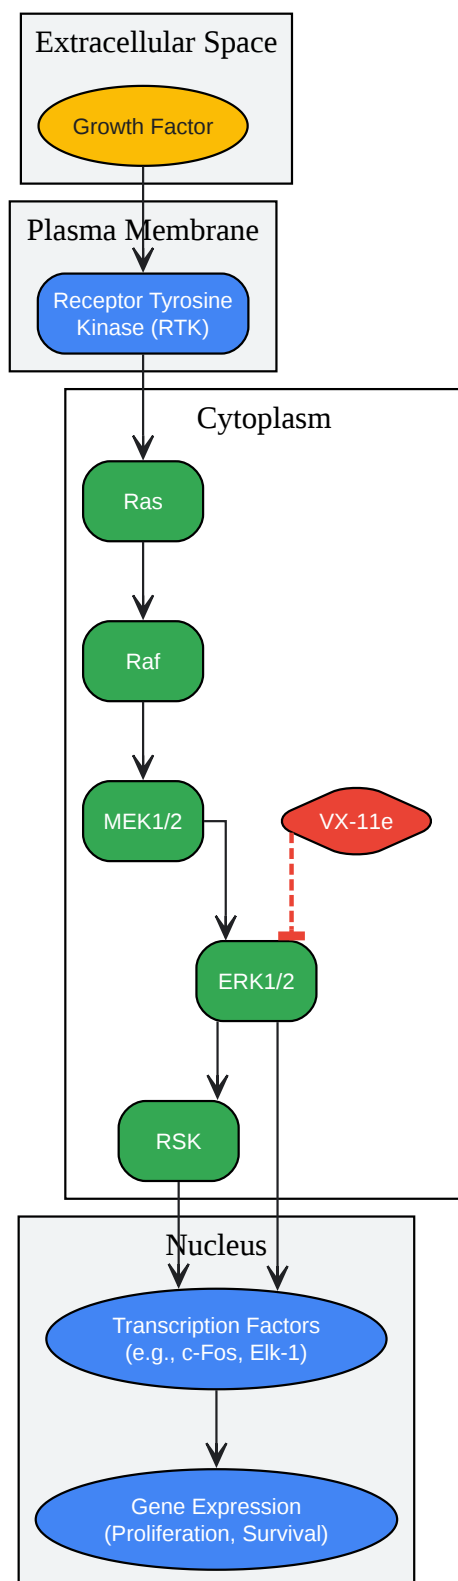 Extracellular Space
Growth Factor
Plasma Membrane
Receptor Tyrosine
Kinase (RTK)
Cytoplasm
Ras
Raf
MEK1/2
VX-11e
ERK1/2
RSK
Nucleus
Transcription Factors
(e.g., c-Fos, Elk-1)
Gene Expression
(Proliferation, Survival)